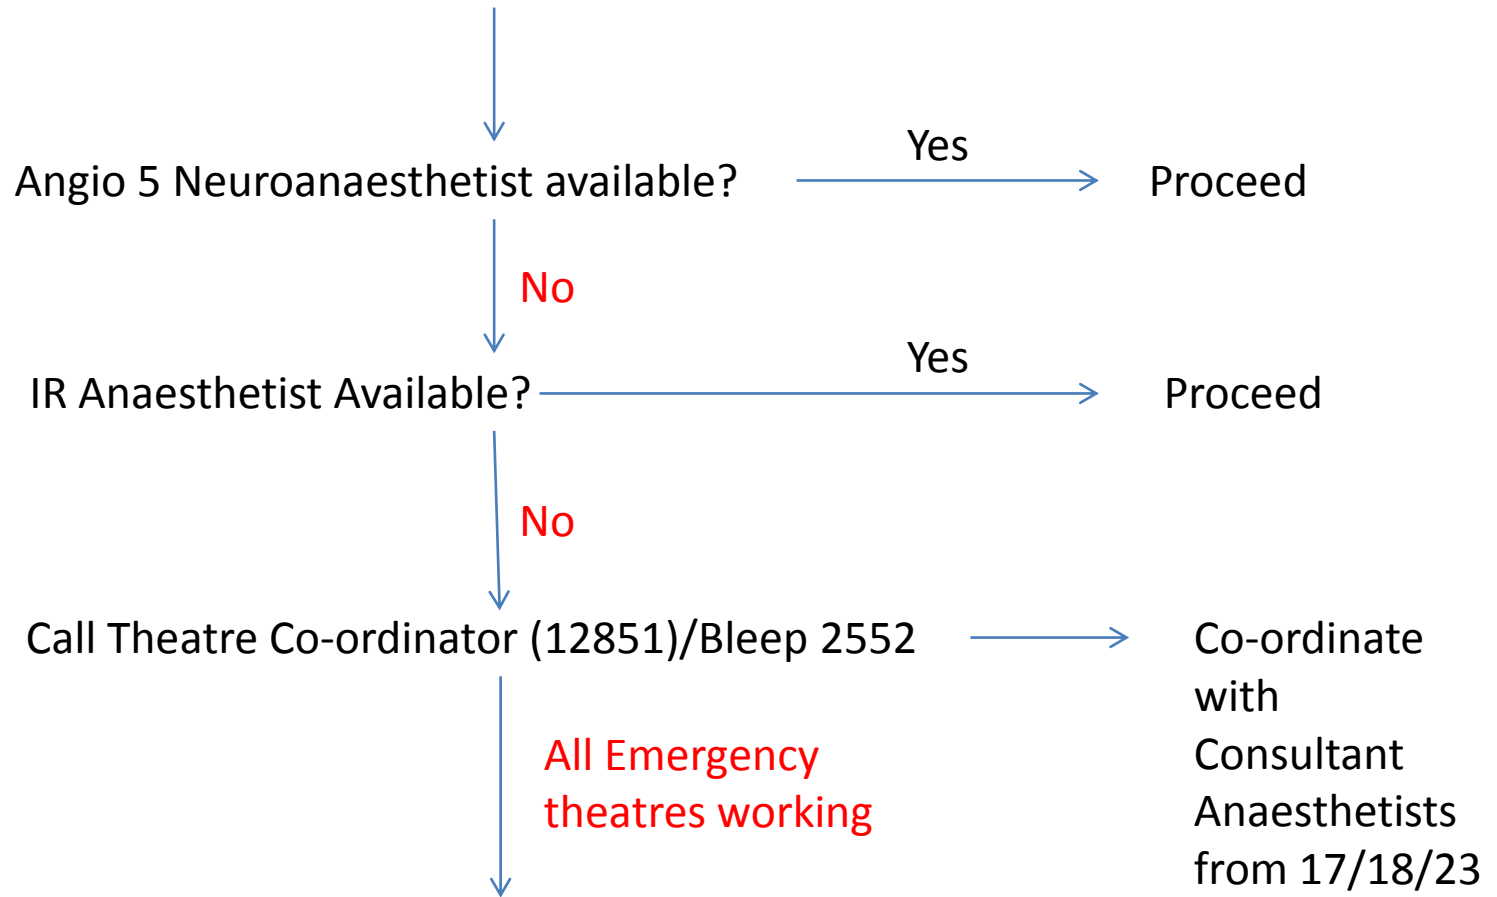 Yes
Angio 5 Neuroanaesthetist available?
Proceed
No
Yes
IR Anaesthetist Available?
Proceed
No
Call Theatre Co-ordinator (12851)/Bleep 2552
Co-ordinate
with
Consultant
Anaesthetists
from 17/18/23
All Emergency
theatres working